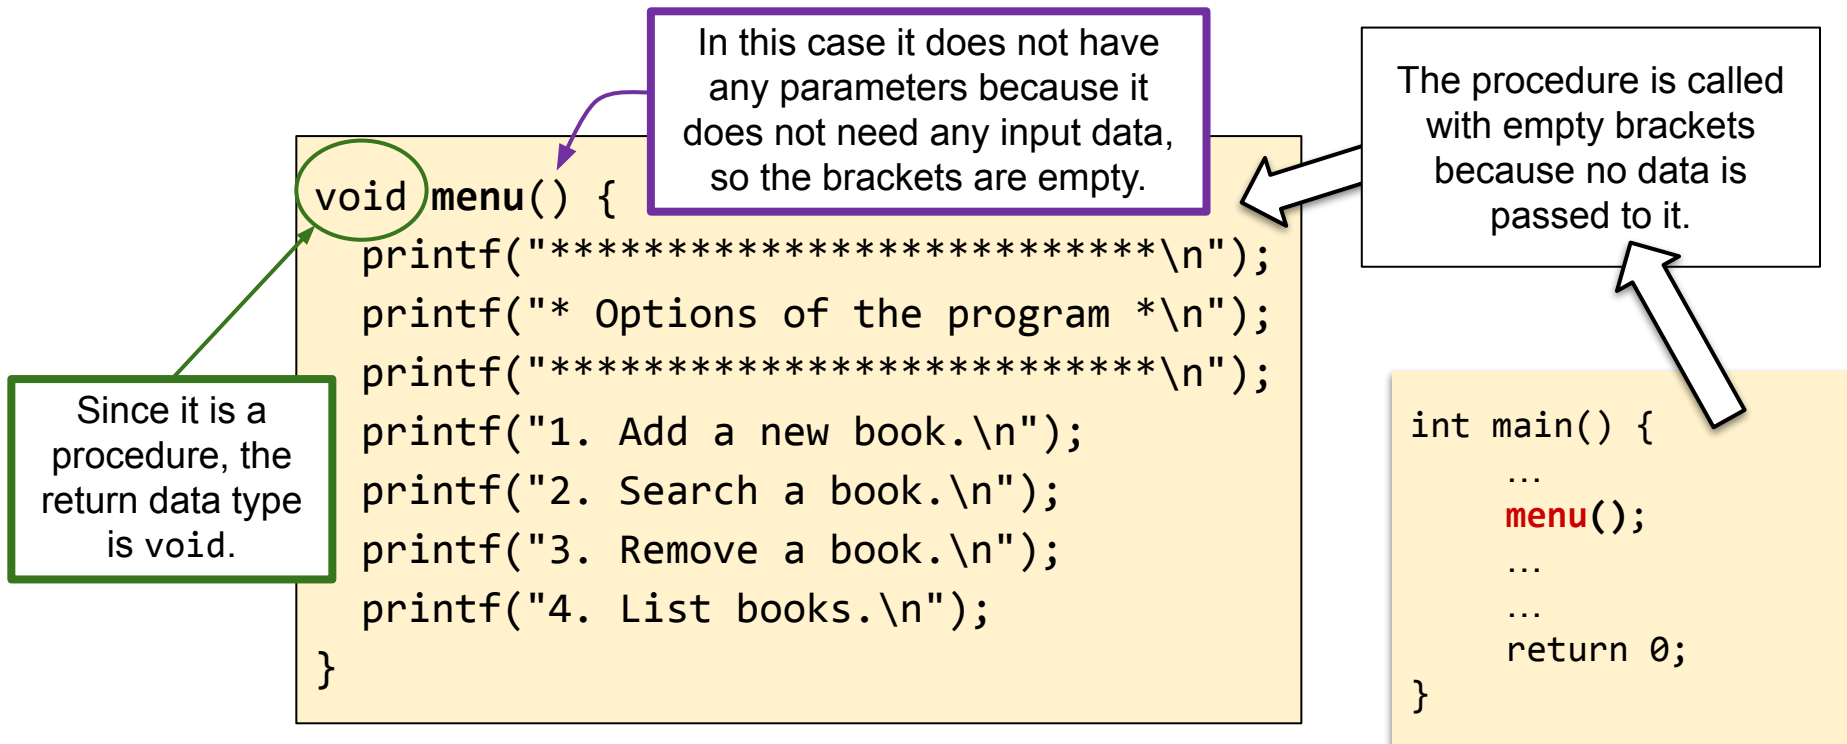 In this case it does not have
any parameters because it
does not need any input data,
so the brackets are empty.
The procedure is called
with empty brackets
because no data is
passed to it.
void menu() {
printf("**************************\n");
printf("* Options of the program *\n");
printf("**************************\n");
printf("1. Add a new book.\n");
printf("2. Search a book.\n");
printf("3. Remove a book.\n");
printf("4. List books.\n");
}
Since it is a
procedure, the
return data type
is void.
int main() {
…
menu();
…
…
return 0;
}